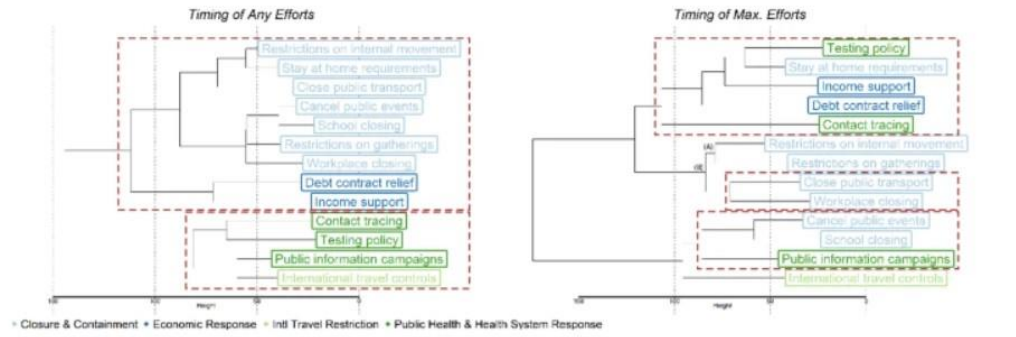 Timing of Any Efforts
Restrictions on internal movement
Stay at home requirements
Close public transport
Cancel public events
School closing
Restrictions on gatherings
Workplace closing
Debt contract relief
Income support
Contact tracing
Testing policy
Public information campaigns
International travel controls
Height
Timing of Max. Efforts
Testing policy
Stay at home requirements
Income support
Debt contract relief
Contact tracing
Restrictions on internal movement
Restrictions on gatherings
Close public transport
Workplace closing
Cancel public events
School closing
Public information campaigns
International travel controls
(A)
Height
Closure & Containment Economic Response Intl Travel Restriction Public Health & Health System Response